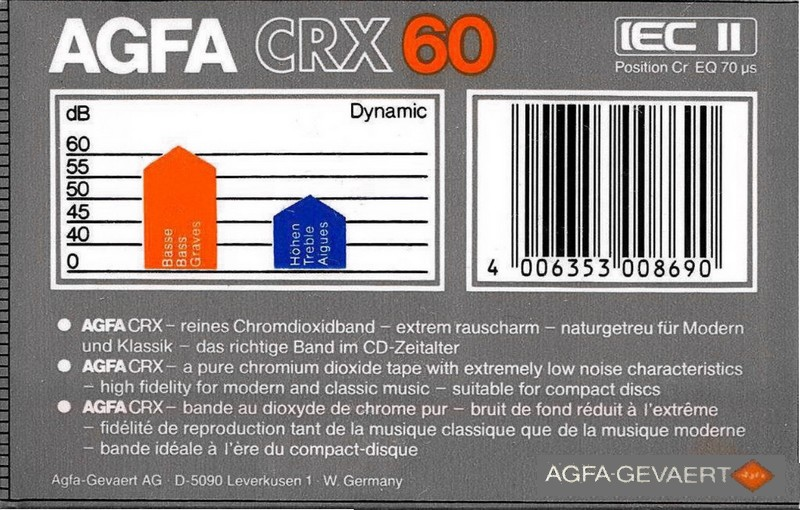 AGFA CRX 60
IEC II
Position Cr EQ 70 µs
dB
Dynamic
60
55
50
45
40
0
Bässe
Bass
Graves
Höhen
Treble
Aigues
4 006353 008690
AGFA CRX – reines Chromdioxidband – extrem rauscharm – naturgetreu für Modern
und Klassik – das richtige Band im CD-Zeitalter
AGFA CRX – a pure chromium dioxide tape with extremely low noise characteristics
– high fidelity for modern and classic music – suitable for compact discs
AGFA CRX – bande au dioxyde de chrome pur – bruit de fond réduit à l'extrême
– fidélité de reproduction tant de la musique classique que de la musique moderne
– bande idéale à l'ère du compact-disque
Agfa-Gevaert AG · D-5090 Leverkusen 1 · W. Germany
AGFA-GEVAERT